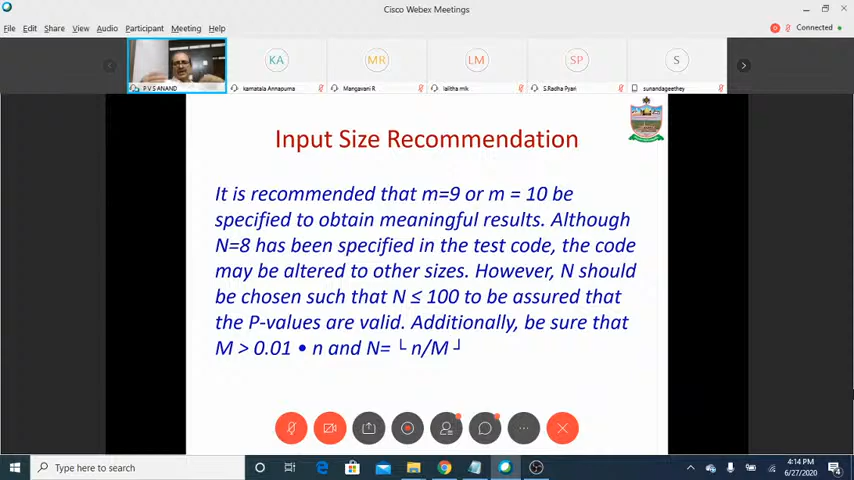 Cisco Webex Meetings
File Edit Share View Audio Participant Meeting Help
Connected
KA
MR
LM
SP
S
P V S ANAND
kamatala Annapurna
Mangavani R
lalitha mlk
S.Radha Pyari
sunandageethey
Input Size Recommendation
It is recommended that m=9 or m = 10 be
specified to obtain meaningful results. Although
N=8 has been specified in the test code, the code
may be altered to other sizes. However, N should
be chosen such that N ≤ 100 to be assured that
the P-values are valid. Additionally, be sure that
M > 0.01 • n and N= └ n/M ┘
Type here to search
4:14 PM
6/27/2020
4